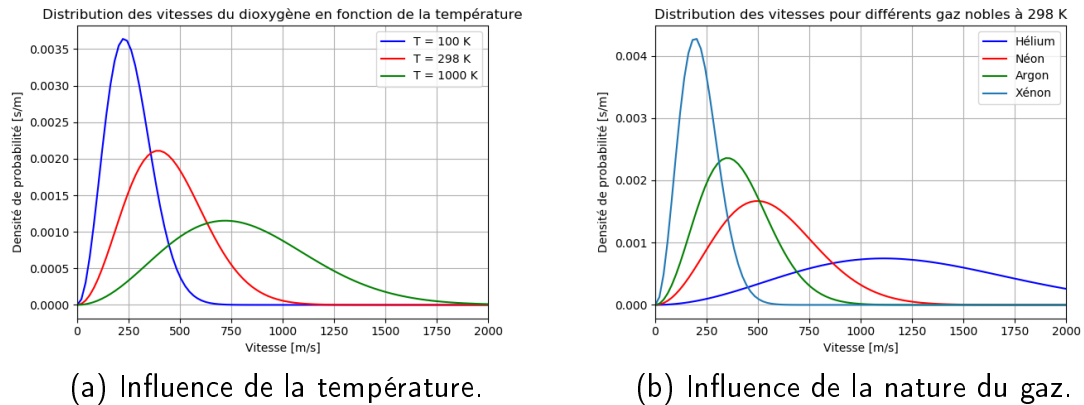 Distribution des vitesses du dioxygène en fonction de la température
0.0035
0.0030
0.0025
0.0020
0.0015
0.0010
0.0005
0.0000
Densité de probabilité [s/m]
T = 100 K
T = 298 K
T = 1000 K
0 250 500 750 1000 1250 1500 1750 2000
Vitesse [m/s]
(a) Influence de la température.
Distribution des vitesses pour différents gaz nobles à 298 K
0.004
0.003
0.002
0.001
0.000
Densité de probabilité [s/m]
Hélium
Néon
Argon
Xénon
0 250 500 750 1000 1250 1500 1750 2000
Vitesse [m/s]
(b) Influence de la nature du gaz.